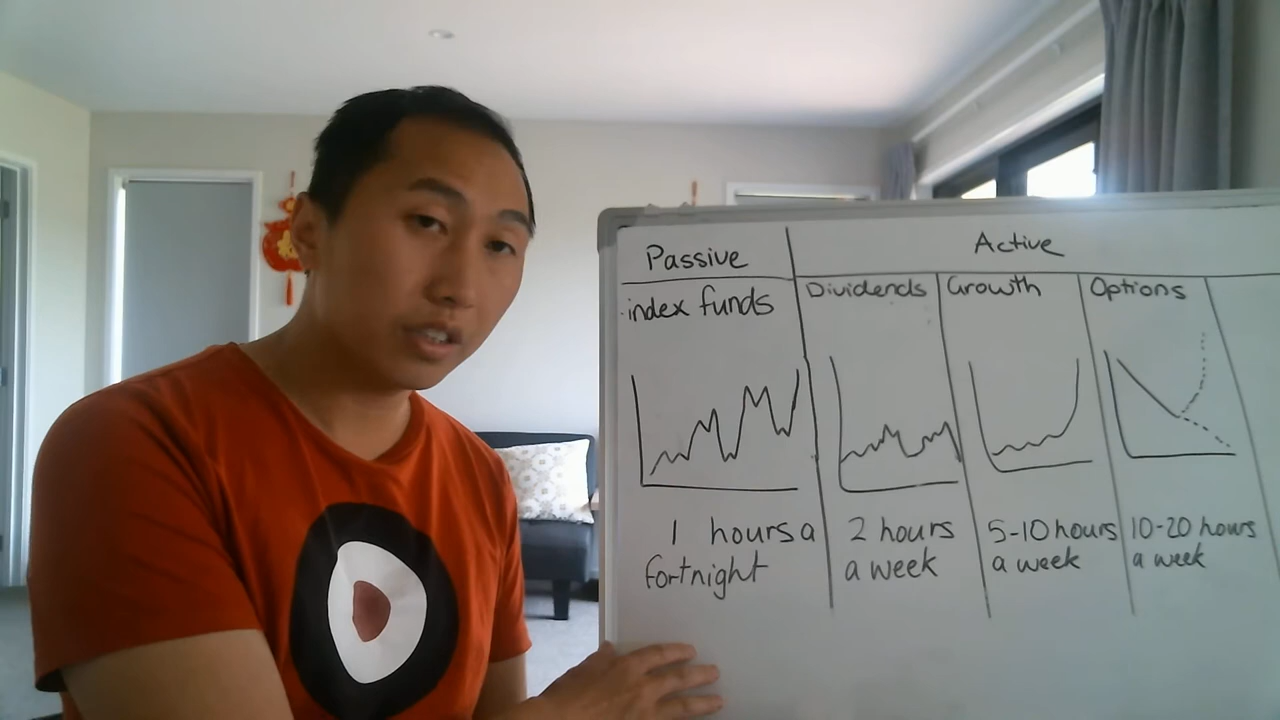 Passive
Active
index funds
Dividends
Growth
Options
1 hours a
fortnight
2 hours
a week
5-10 hours
a week
10-20 hours
a week